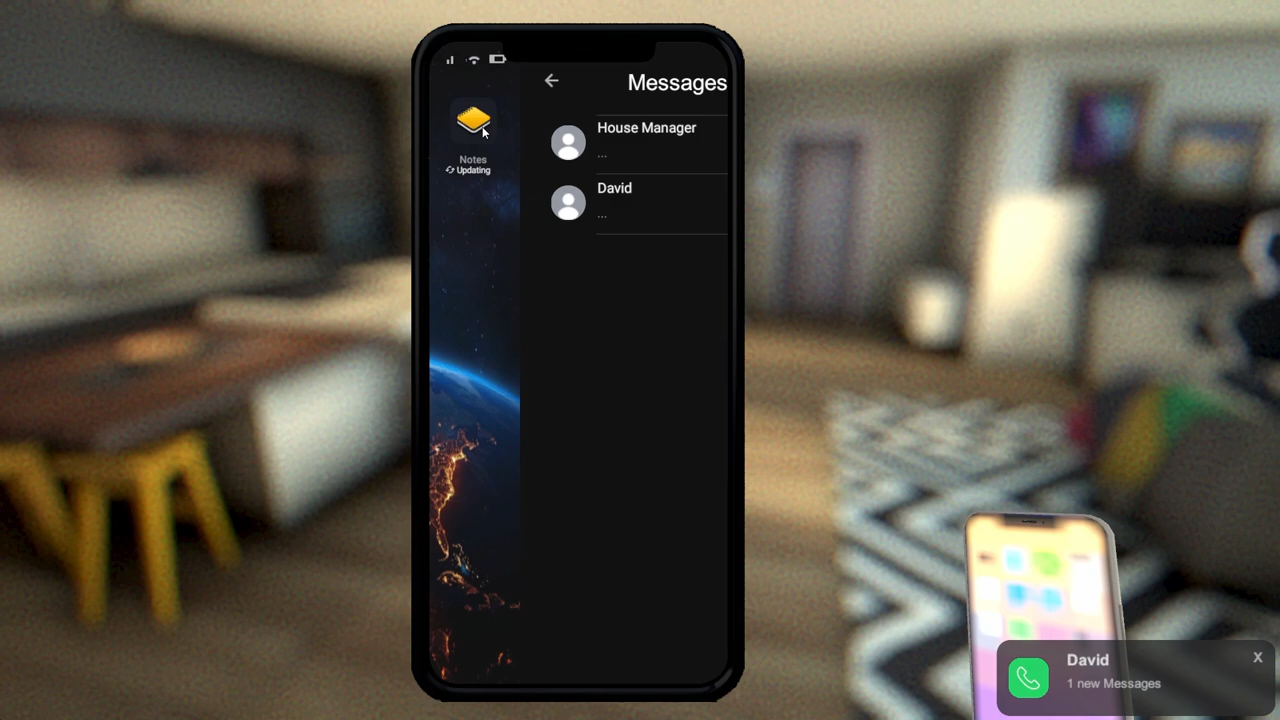 Messages
Notes
Updating
House Manager
...
David
...
David
X
1 new Messages